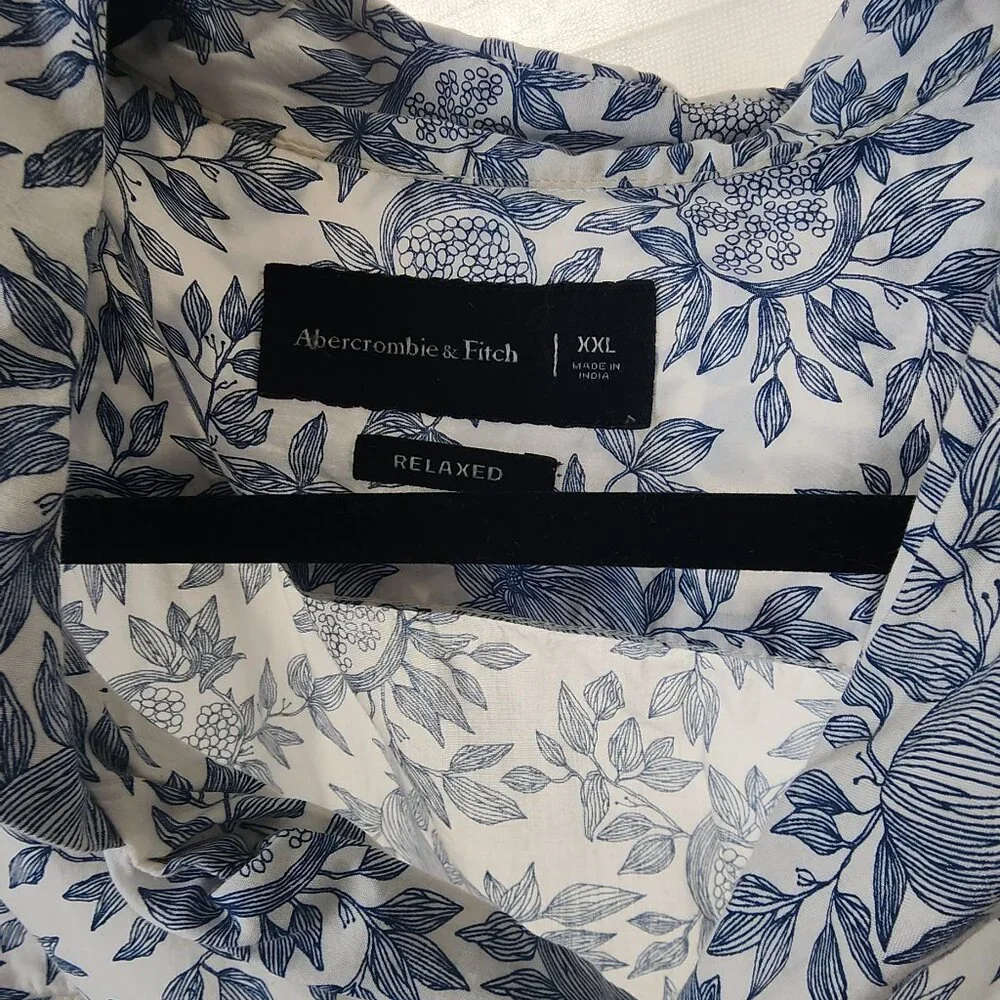 Abercrombie & Fitch
XXL
MADE IN
INDIA
RELAXED